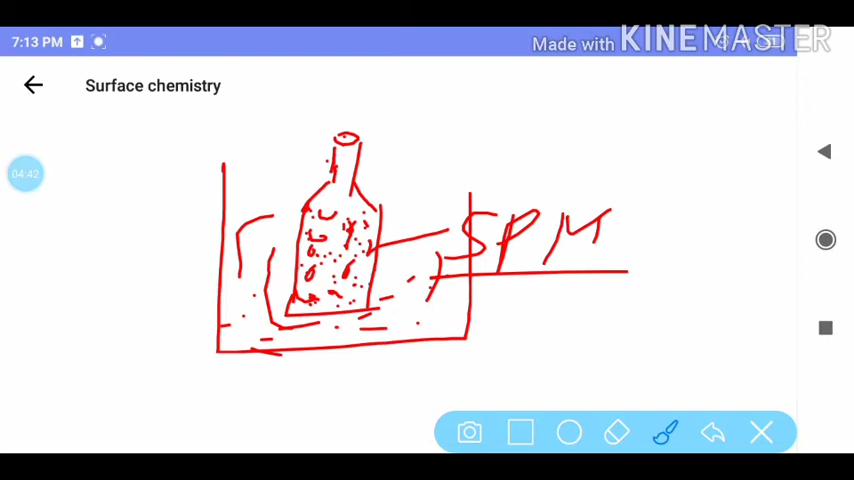 7:13 PM
Made with KINEMASTER
Surface chemistry
04:42
SPM